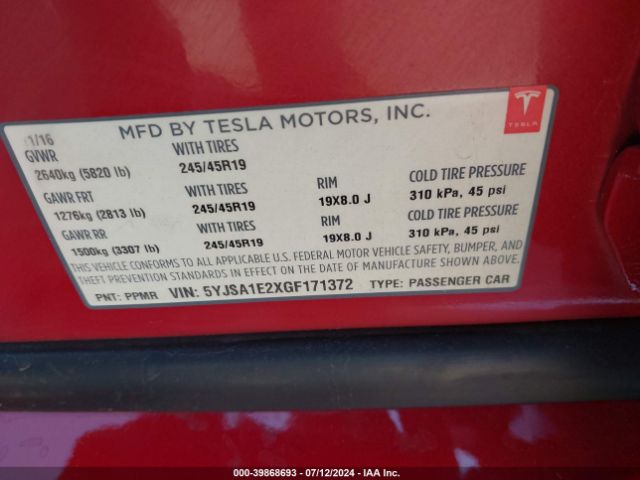 MFD BY TESLA MOTORS, INC.
TESLA
1/16
GVWR WITH TIRES
2640kg (5820 lb) 245/45R19
GAWR FRT WITH TIRES RIM COLD TIRE PRESSURE
1276kg (2813 lb) 245/45R19 19X8.0 J 310 kPa, 45 psi
GAWR RR WITH TIRES RIM COLD TIRE PRESSURE
1500kg (3307 lb) 245/45R19 19X8.0 J 310 kPa, 45 psi
THIS VEHICLE CONFORMS TO ALL APPLICABLE U.S. FEDERAL MOTOR VEHICLE SAFETY, BUMPER, AND
THEFT PREVENTION STANDARDS IN EFFECT ON THE DATE OF MANUFACTURE SHOWN ABOVE.
PNT: PPMR VIN: 5YJSA1E2XGF171372 TYPE: PASSENGER CAR
000-39868693 - 07/12/2024 - IAAI.COM